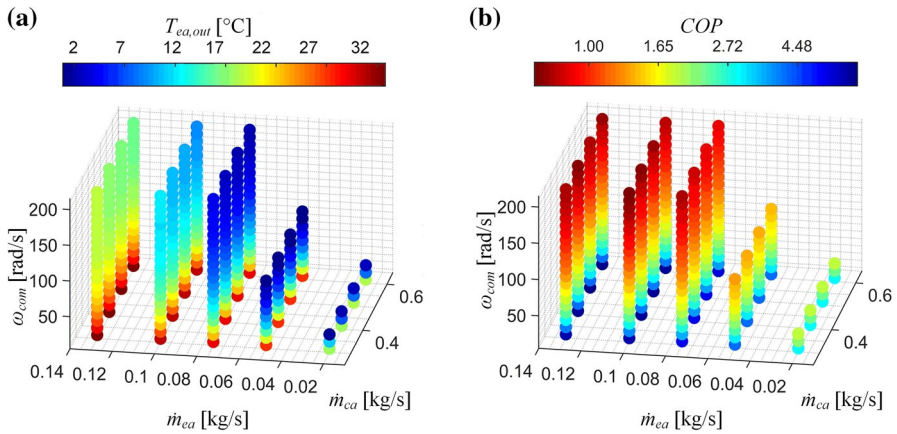 (a)
T_ea,out [°C]
2 7 12 17 22 27 32
200
150
100
50
ω_com [rad/s]
0.14 0.12 0.1 0.08 0.06 0.04 0.02
ṁ_ea [kg/s]
0.6
0.4
ṁ_ca [kg/s]
(b)
COP
1.00 1.65 2.72 4.48
200
150
100
50
ω_com [rad/s]
0.14 0.12 0.1 0.08 0.06 0.04 0.02
ṁ_ea [kg/s]
0.6
0.4
ṁ_ca [kg/s]